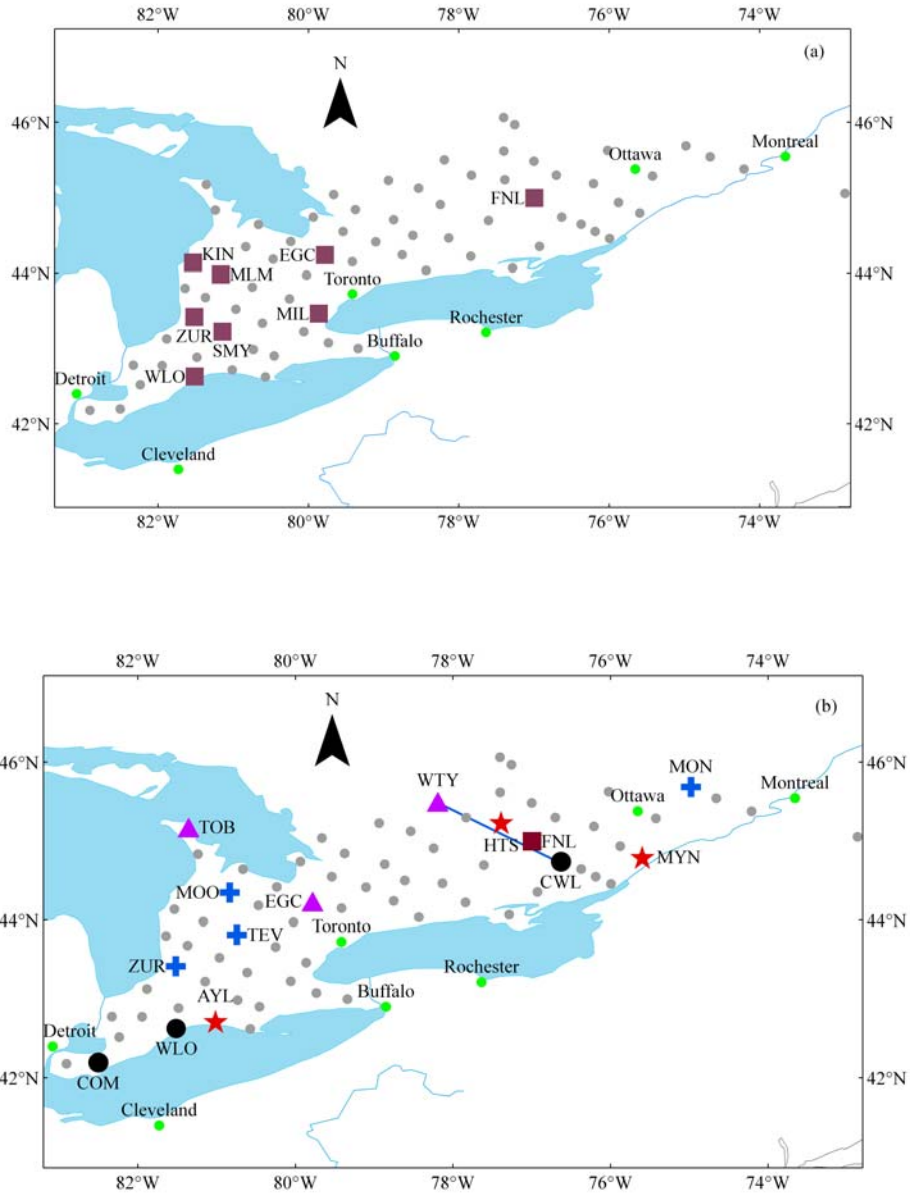 82°W 80°W 78°W 76°W 74°W
(a)
N
46°N 46°N
Montreal
Ottawa
FNL
KIN EGC
44°N MLM 44°N
Toronto
MIL
Rochester
ZUR
SMY Buffalo
WLO
Detroit
42°N 42°N
Cleveland
82°W 80°W 78°W 76°W 74°W
82°W 80°W 78°W 76°W 74°W
(b)
N
46°N 46°N
MON
WTY Montreal
Ottawa
TOB
HTS FNL
MYN
CWL
MOO EGC
44°N TEV Toronto 44°N
ZUR Rochester
AYL Buffalo
Detroit
WLO
COM
42°N 42°N
Cleveland
82°W 80°W 78°W 76°W 74°W